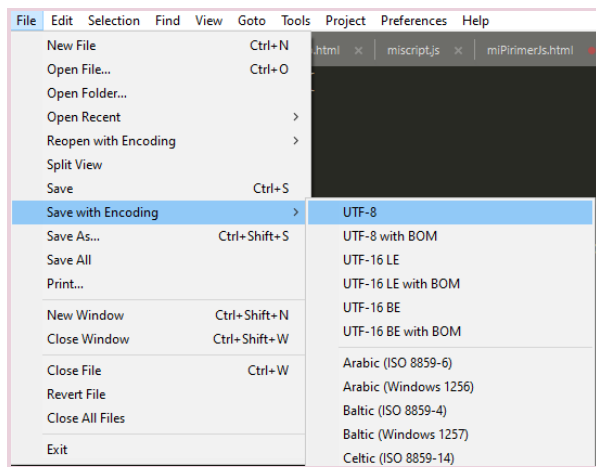 File Edit Selection Find View Goto Tools Project Preferences Help
.html × miscript.js × miPirimerJs.html
New File Ctrl+N
Open File... Ctrl+O
Open Folder...
Open Recent >
Reopen with Encoding >
Split View
Save Ctrl+S
Save with Encoding >
Save As... Ctrl+Shift+S
Save All
Print...
New Window Ctrl+Shift+N
Close Window Ctrl+Shift+W
Close File Ctrl+W
Revert File
Close All Files
Exit
UTF-8
UTF-8 with BOM
UTF-16 LE
UTF-16 LE with BOM
UTF-16 BE
UTF-16 BE with BOM
Arabic (ISO 8859-6)
Arabic (Windows 1256)
Baltic (ISO 8859-4)
Baltic (Windows 1257)
Celtic (ISO 8859-14)